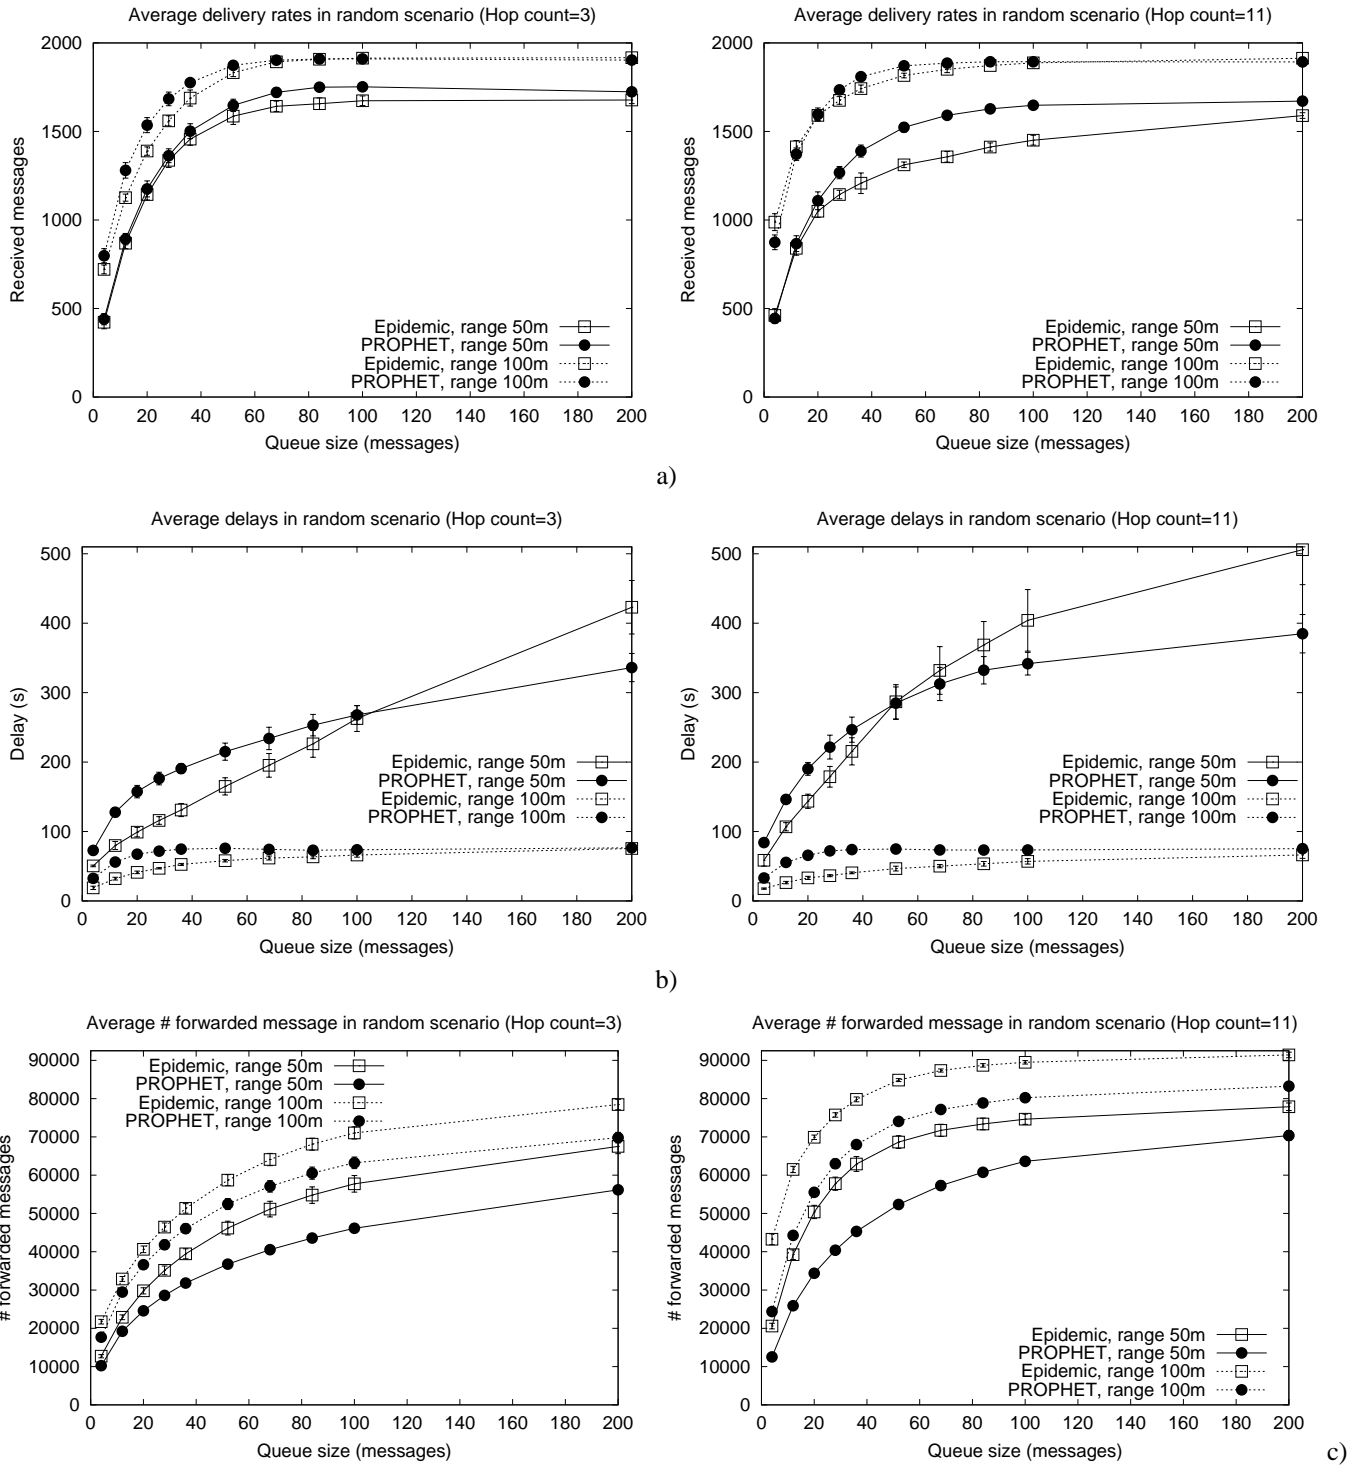 Average delivery rates in random scenario (Hop count=3)
2000
1500
1000
500
0
Received messages
Epidemic, range 50m
PROPHET, range 50m
Epidemic, range 100m
PROPHET, range 100m
0 20 40 60 80 100 120 140 160 180 200
Queue size (messages)
Average delivery rates in random scenario (Hop count=11)
2000
1500
1000
500
0
Received messages
Epidemic, range 50m
PROPHET, range 50m
Epidemic, range 100m
PROPHET, range 100m
0 20 40 60 80 100 120 140 160 180 200
Queue size (messages)
a)
Average delays in random scenario (Hop count=3)
500
400
300
200
100
0
Delay (s)
Epidemic, range 50m
PROPHET, range 50m
Epidemic, range 100m
PROPHET, range 100m
0 20 40 60 80 100 120 140 160 180 200
Queue size (messages)
Average delays in random scenario (Hop count=11)
500
400
300
200
100
0
Delay (s)
Epidemic, range 50m
PROPHET, range 50m
Epidemic, range 100m
PROPHET, range 100m
0 20 40 60 80 100 120 140 160 180 200
Queue size (messages)
b)
Average # forwarded message in random scenario (Hop count=3)
90000
80000
70000
60000
50000
40000
30000
20000
10000
0
# forwarded messages
Epidemic, range 50m
PROPHET, range 50m
Epidemic, range 100m
PROPHET, range 100m
0 20 40 60 80 100 120 140 160 180 200
Queue size (messages)
Average # forwarded message in random scenario (Hop count=11)
90000
80000
70000
60000
50000
40000
30000
20000
10000
0
# forwarded messages
Epidemic, range 50m
PROPHET, range 50m
Epidemic, range 100m
PROPHET, range 100m
0 20 40 60 80 100 120 140 160 180 200
Queue size (messages)
c)